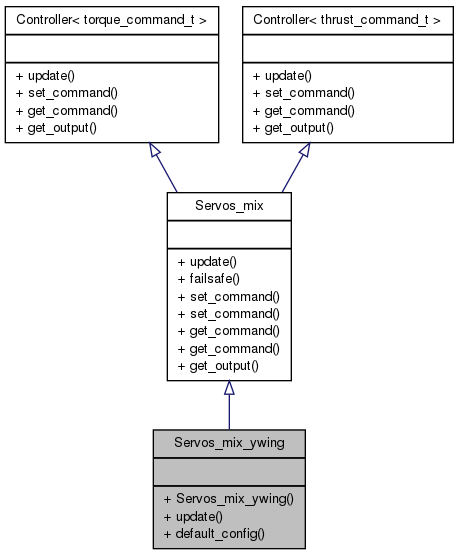 Controller< torque_command_t >
+ update()
+ set_command()
+ get_command()
+ get_output()
Controller< thrust_command_t >
+ update()
+ set_command()
+ get_command()
+ get_output()
Servos_mix
+ update()
+ failsafe()
+ set_command()
+ set_command()
+ get_command()
+ get_command()
+ get_output()
Servos_mix_ywing
+ Servos_mix_ywing()
+ update()
+ default_config()